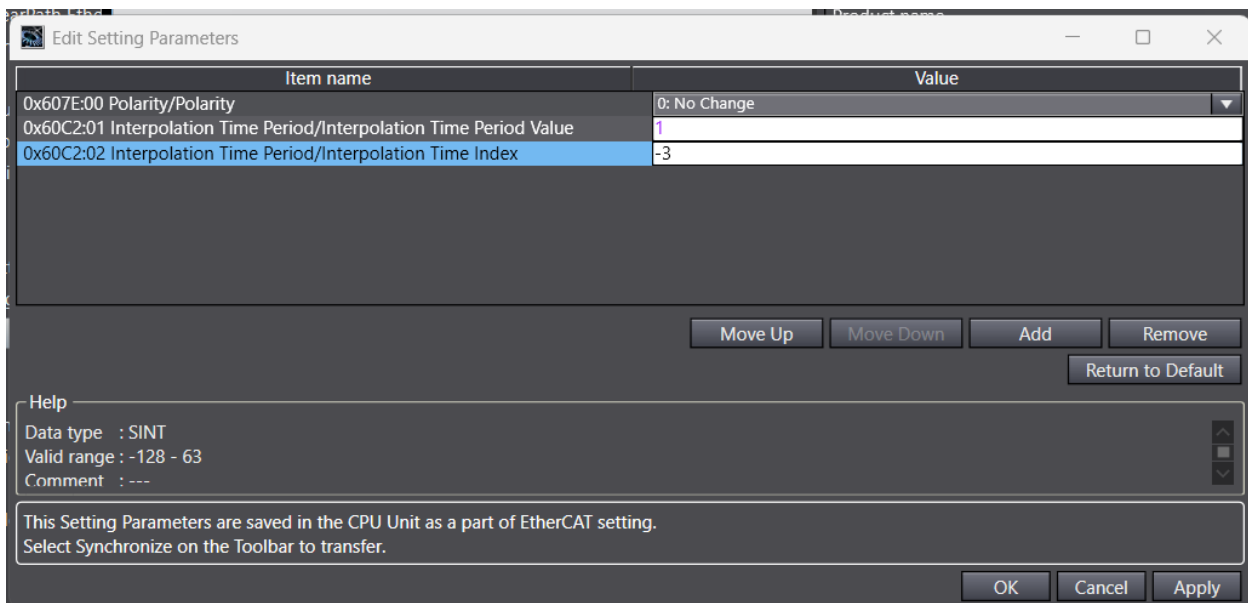 Product name
Edit Setting Parameters
Item name Value
0x607E:00 Polarity/Polarity 0: No Change
0x60C2:01 Interpolation Time Period/Interpolation Time Period Value 1
0x60C2:02 Interpolation Time Period/Interpolation Time Index -3
Move Up Move Down Add Remove
Return to Default
Help
Data type : SINT
Valid range : -128 - 63
Comment : ---
This Setting Parameters are saved in the CPU Unit as a part of EtherCAT setting.
Select Synchronize on the Toolbar to transfer.
OK Cancel Apply